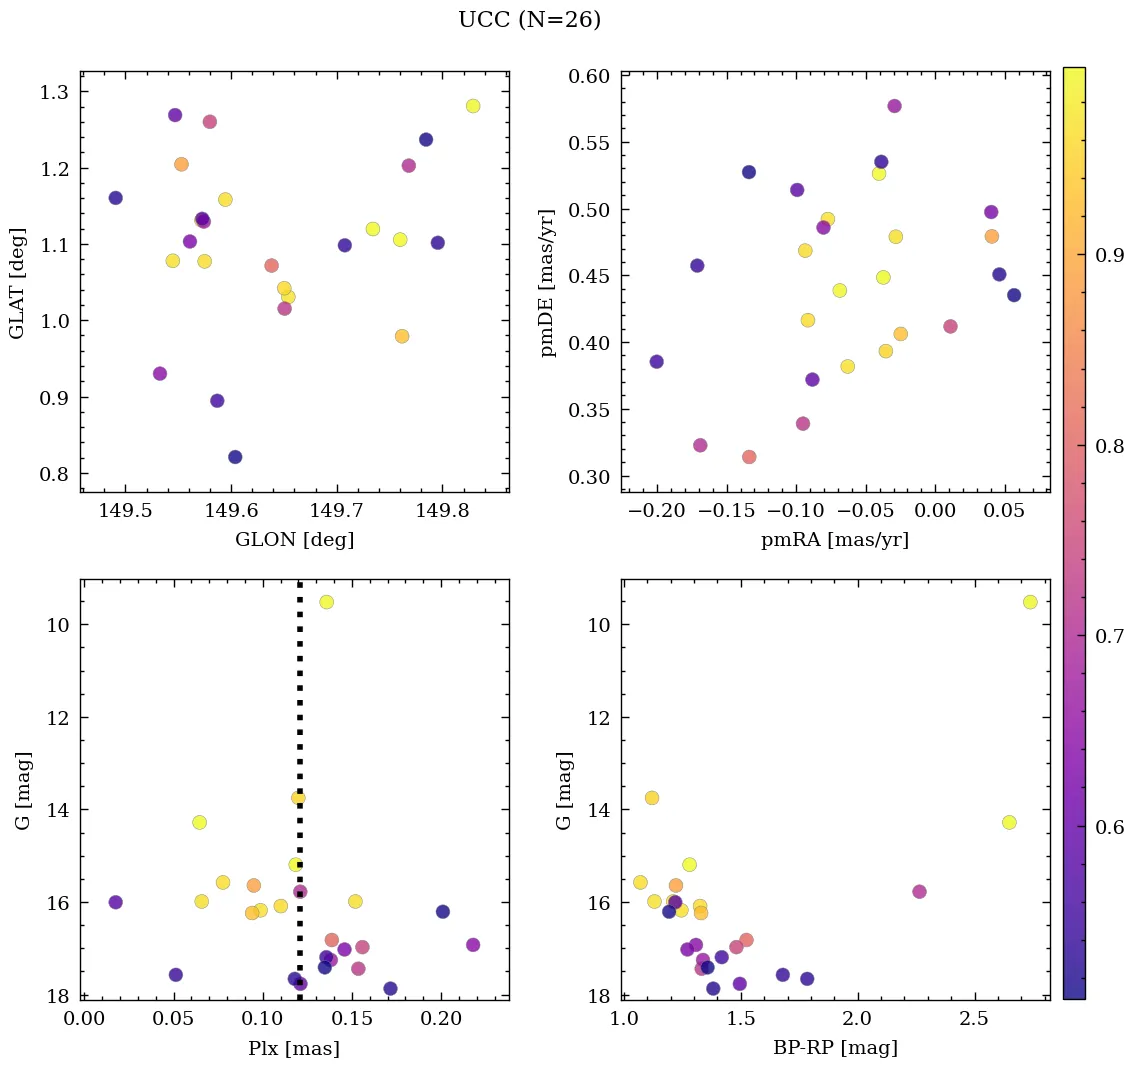 UCC (N=26)
1.3
1.2
1.1
1.0
0.9
0.8
GLAT [deg]
149.5 149.6 149.7 149.8
GLON [deg]
0.60
0.55
0.50
0.45
0.40
0.35
0.30
pmDE [mas/yr]
−0.20 −0.15 −0.10 −0.05 0.00 0.05
pmRA [mas/yr]
10
12
14
16
18
G [mag]
0.00 0.05 0.10 0.15 0.20
Plx [mas]
10
12
14
16
18
G [mag]
1.0 1.5 2.0 2.5
BP-RP [mag]
0.9
0.8
0.7
0.6